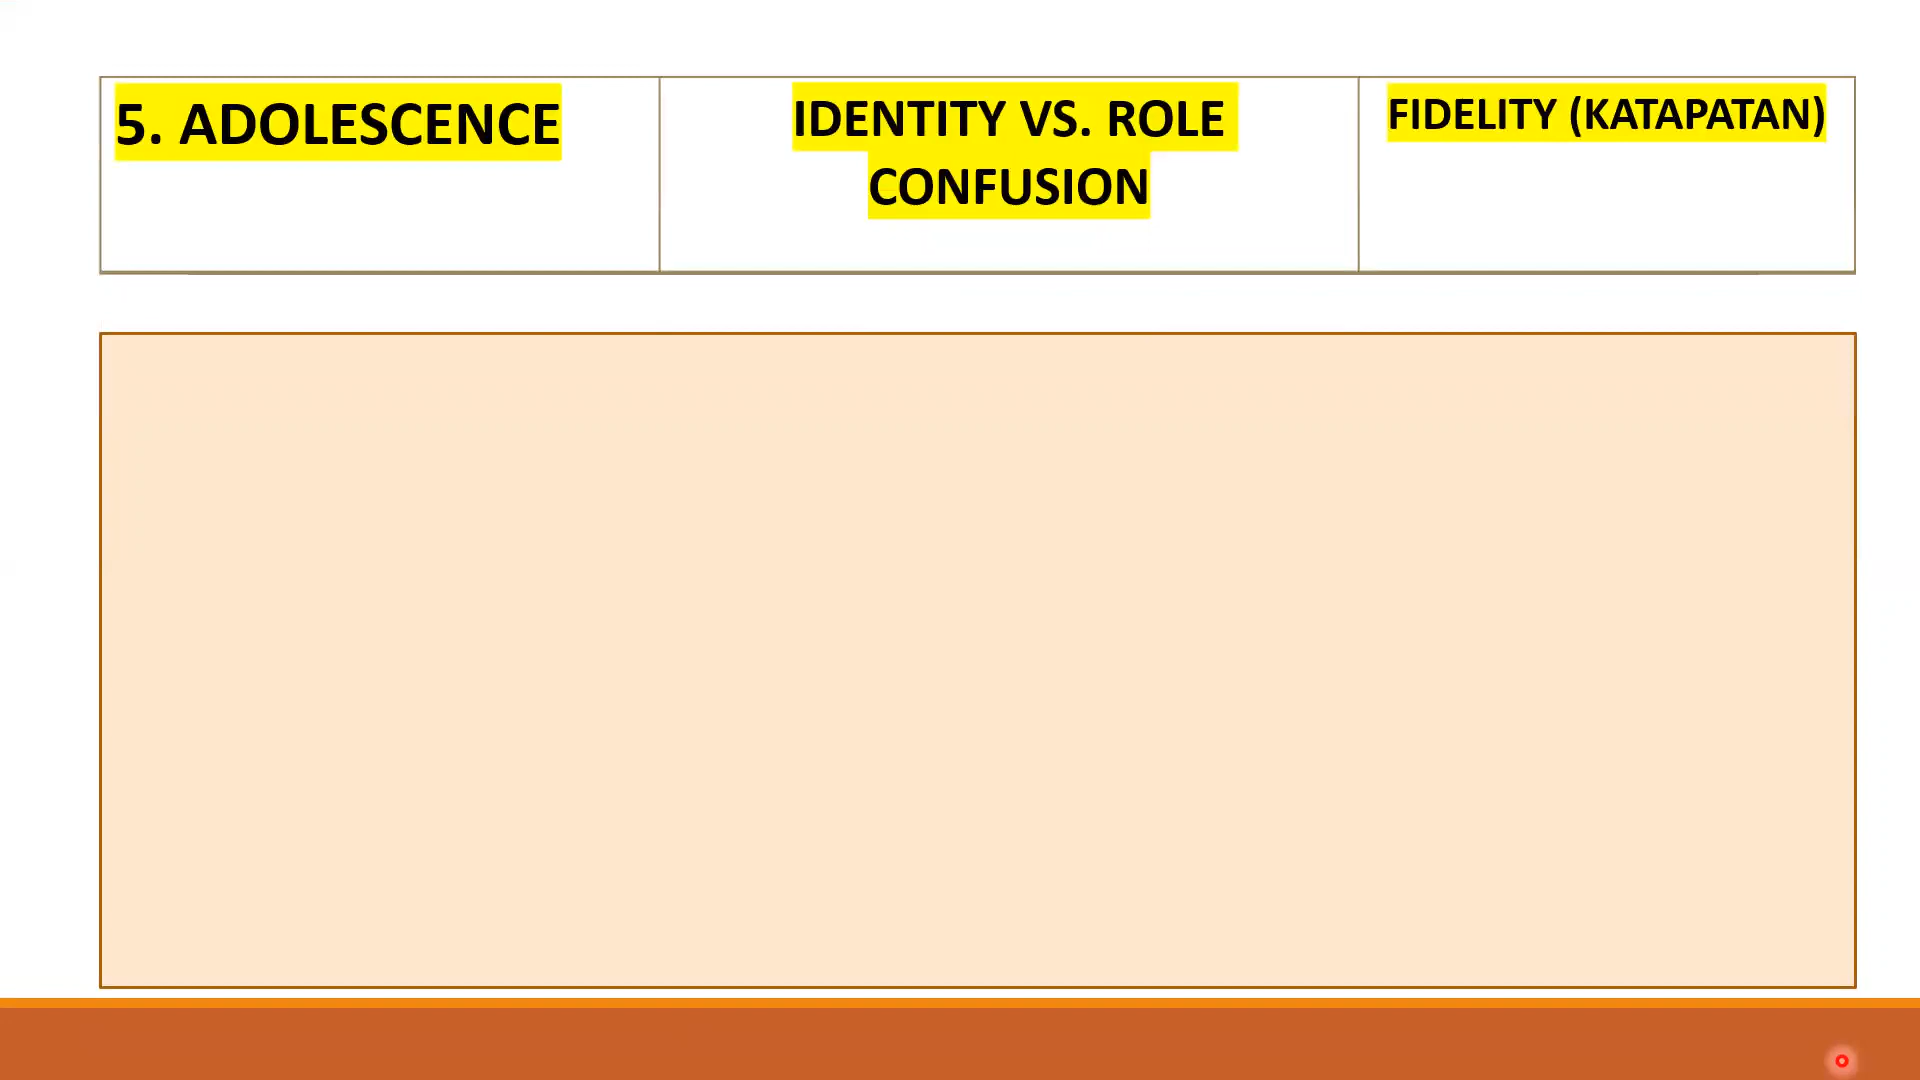 5. ADOLESCENCE
IDENTITY VS. ROLE
CONFUSION
FIDELITY (KATAPATAN)